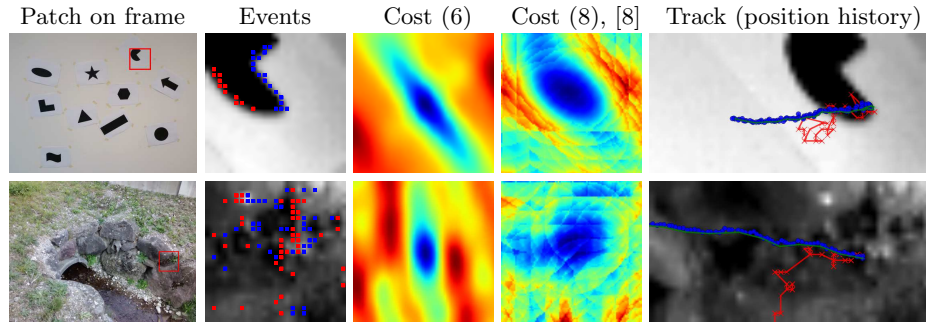 Patch on frame Events Cost (6) Cost (8), [8] Track (position history)